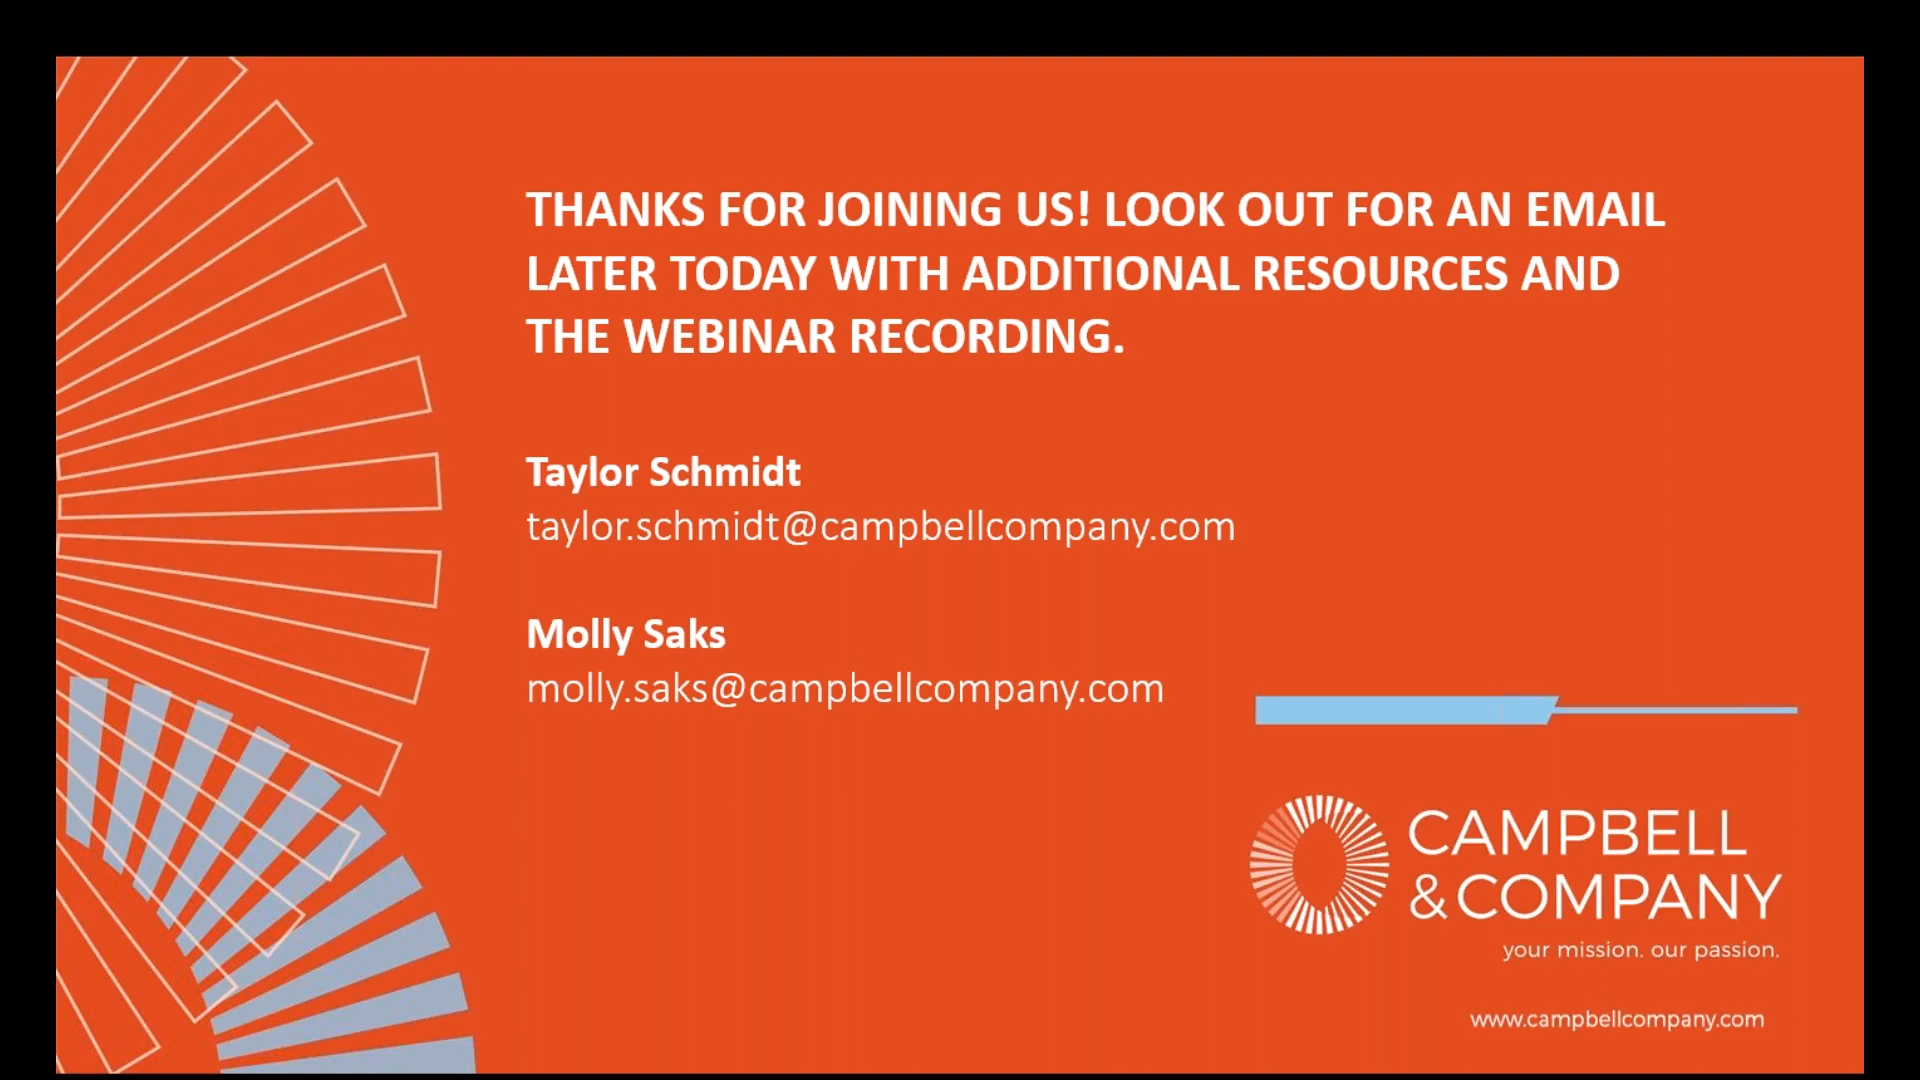 THANKS FOR JOINING US! LOOK OUT FOR AN EMAIL
LATER TODAY WITH ADDITIONAL RESOURCES AND
THE WEBINAR RECORDING.
Taylor Schmidt
taylor.schmidt@campbellcompany.com
Molly Saks
molly.saks@campbellcompany.com
CAMPBELL
&COMPANY
your mission. our passion.
www.campbellcompany.com